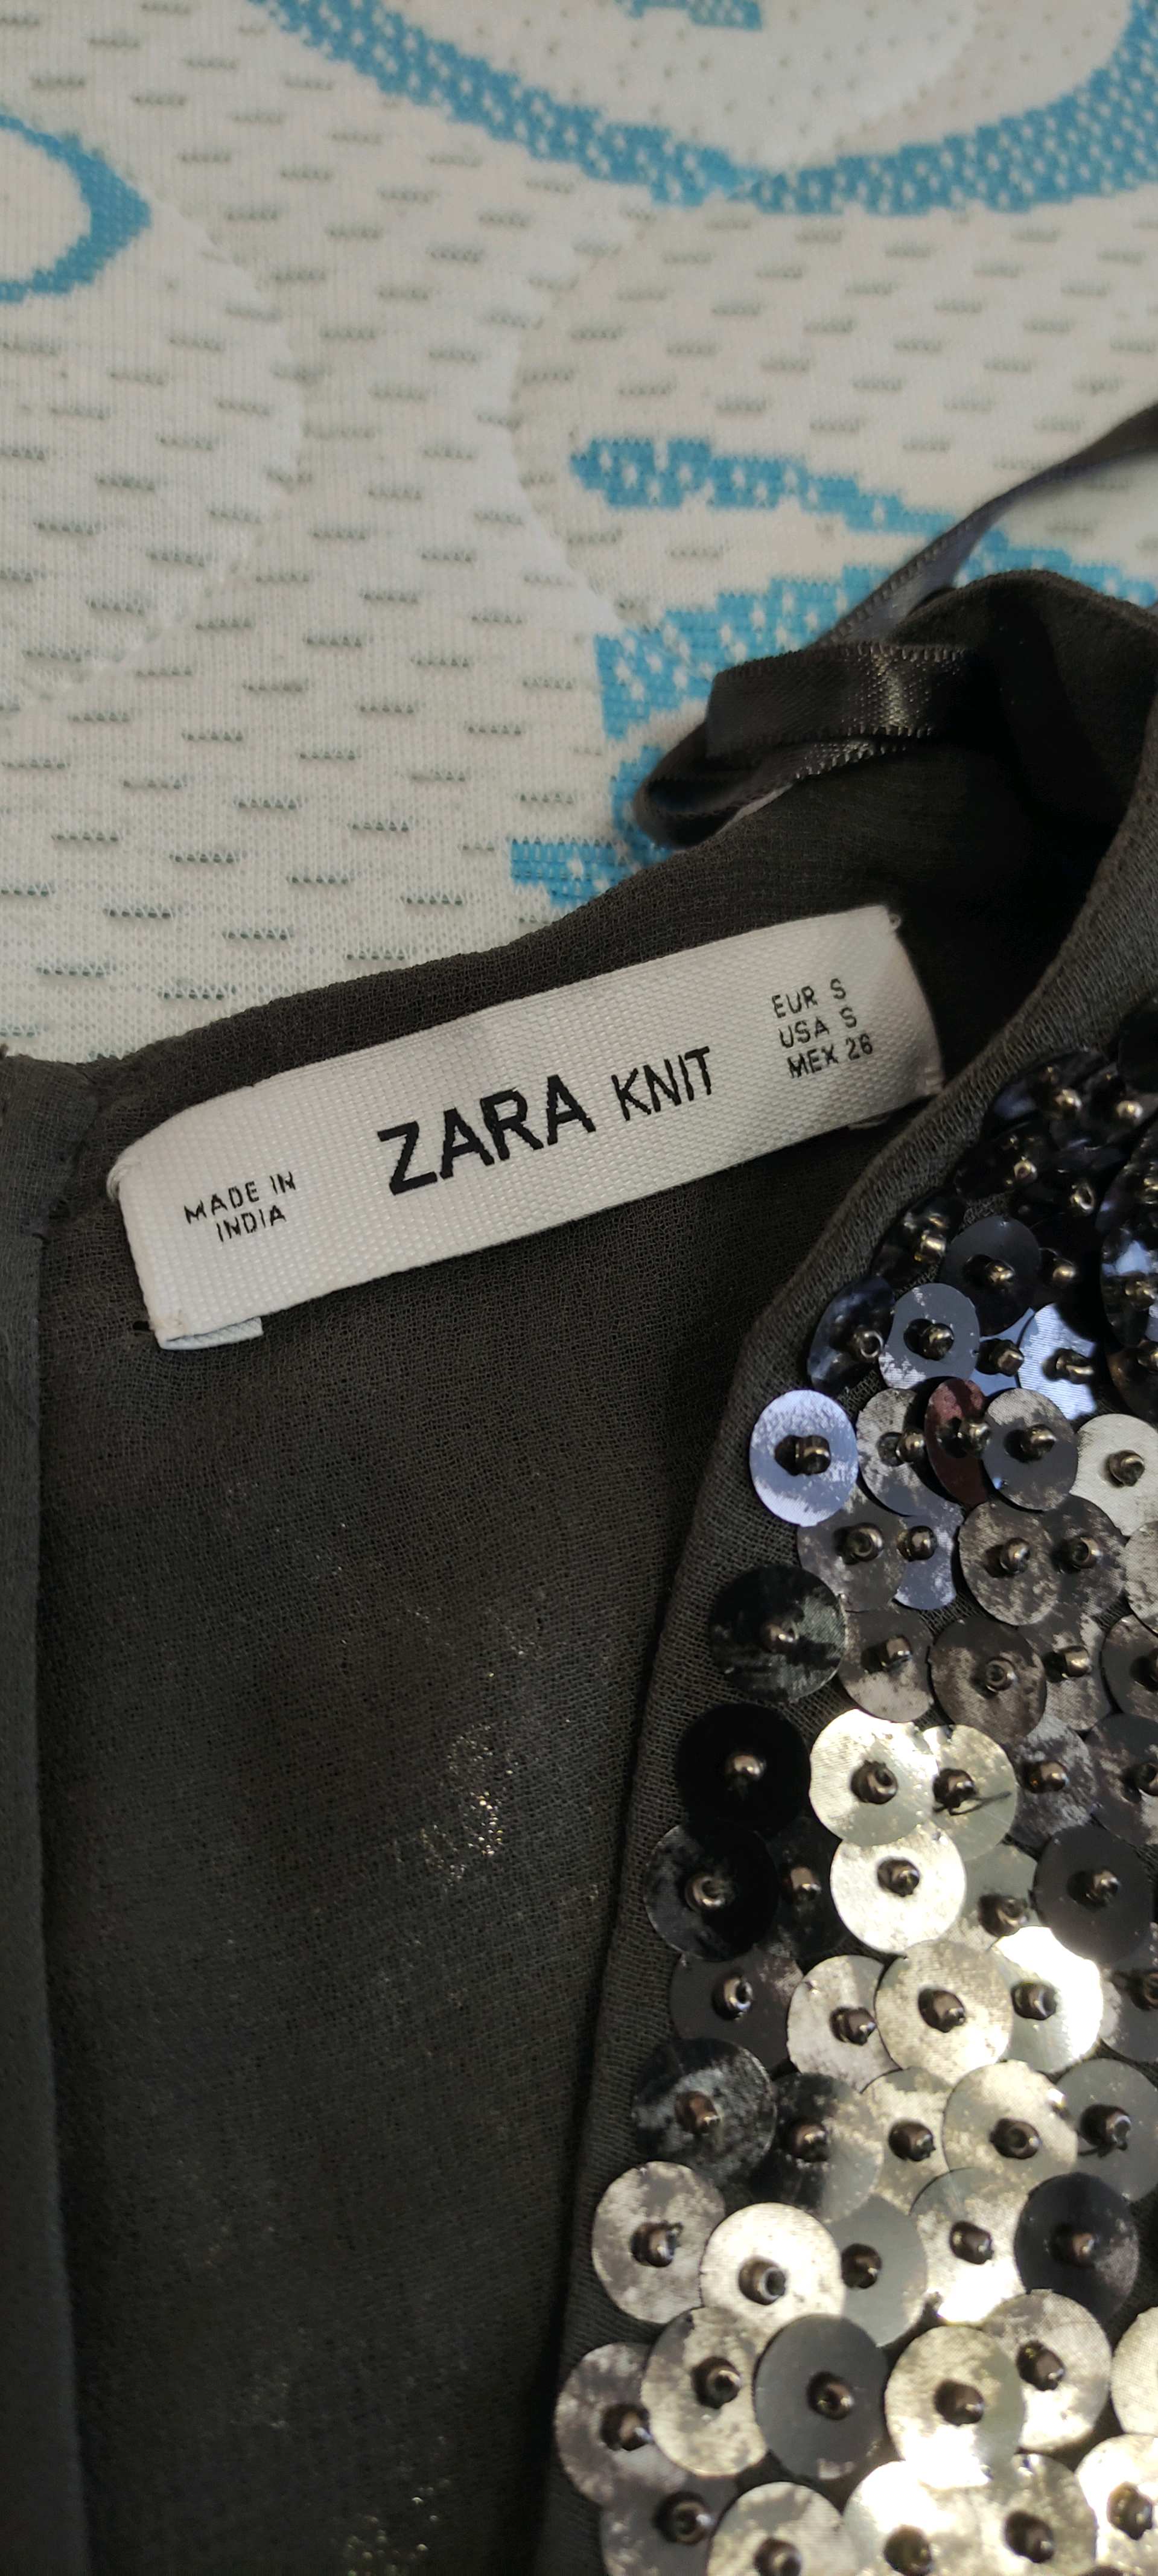 MADE IN
INDIA
ZARA KNIT
EUR S
USA S
MEX 26